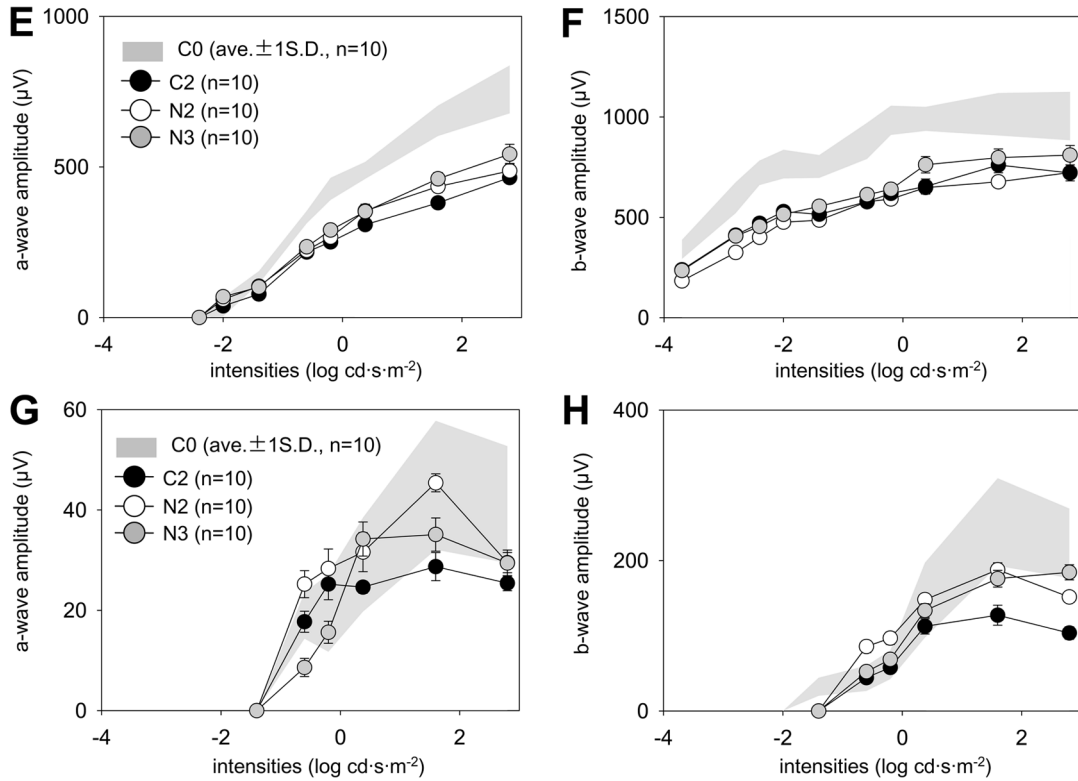 E
1000
500
0
a-wave amplitude (μV)
C0 (ave.±1S.D., n=10)
C2 (n=10)
N2 (n=10)
N3 (n=10)
-4
-2
0
2
intensities (log cd·s·m-2)
F
1500
1000
500
0
b-wave amplitude (μV)
-4
-2
0
2
intensities (log cd·s·m-2)
G
60
40
20
0
a-wave amplitude (μV)
C0 (ave.±1S.D., n=10)
C2 (n=10)
N2 (n=10)
N3 (n=10)
-4
-2
0
2
intensities (log cd·s·m-2)
H
400
200
0
b-wave amplitude (μV)
-4
-2
0
2
intensities (log cd·s·m-2)